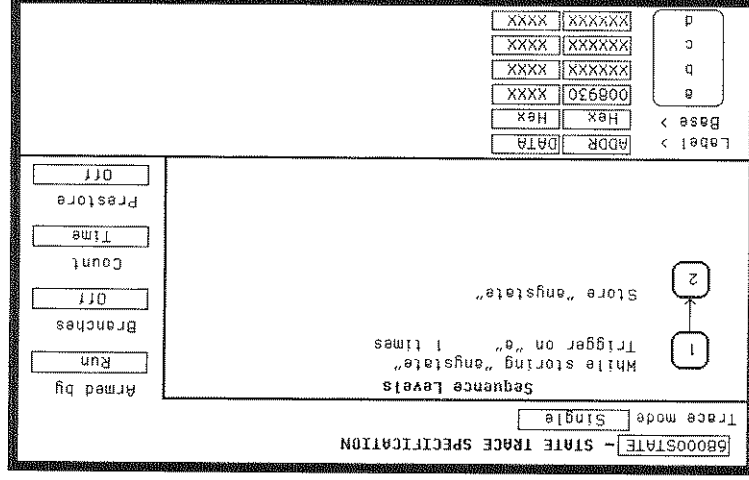 68000STATE - STATE TRACE SPECIFICATION
Trace mode Single
Sequence Levels
While storing "anystate"
Trigger on "a" 1 times
Store "anystate"
1
2
Armed by
Run
Branches
Off
Count
Time
Prestore
Off
Label > ADDR DATA
Base > Hex Hex
a 008930 XXXX
b XXXXXX XXXX
c XXXXXX XXXX
d XXXXXX XXXX